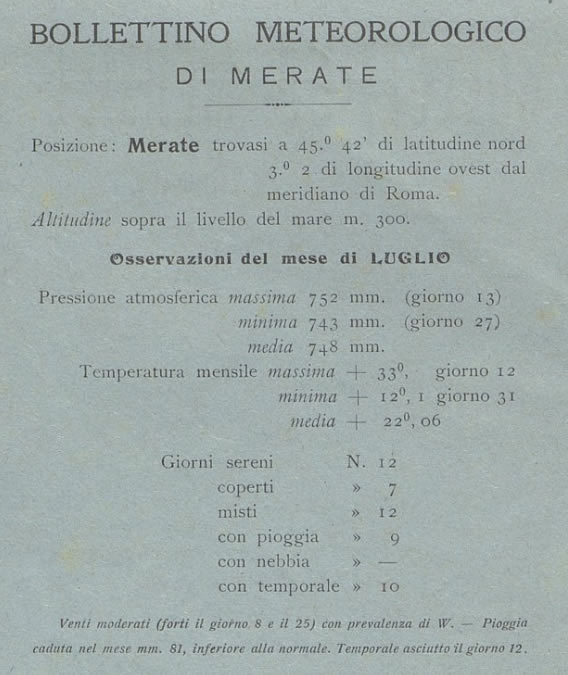 BOLLETTINO METEOROLOGICO
DI MERATE
Posizione: Merate trovasi a 45.º 42' di latitudine nord
3.º 2 di longitudine ovest dal
meridiano di Roma.
Altitudine sopra il livello del mare m. 300.
Osservazioni del mese di LUGLIO
Pressione atmosferica massima 752 mm. (giorno 13)
minima 743 mm. (giorno 27)
media 748 mm.
Temperatura mensile massima + 33º, giorno 12
minima + 12º, 1 giorno 31
media + 22º, 06
Giorni sereni N. 12
coperti » 7
misti » 12
con pioggia » 9
con nebbia » —
con temporale » 10
Venti moderati (forti il giorno 8 e il 25) con prevalenza di W. — Pioggia
caduta nel mese mm. 81, inferiore alla normale. Temporale asciutto il giorno 12.